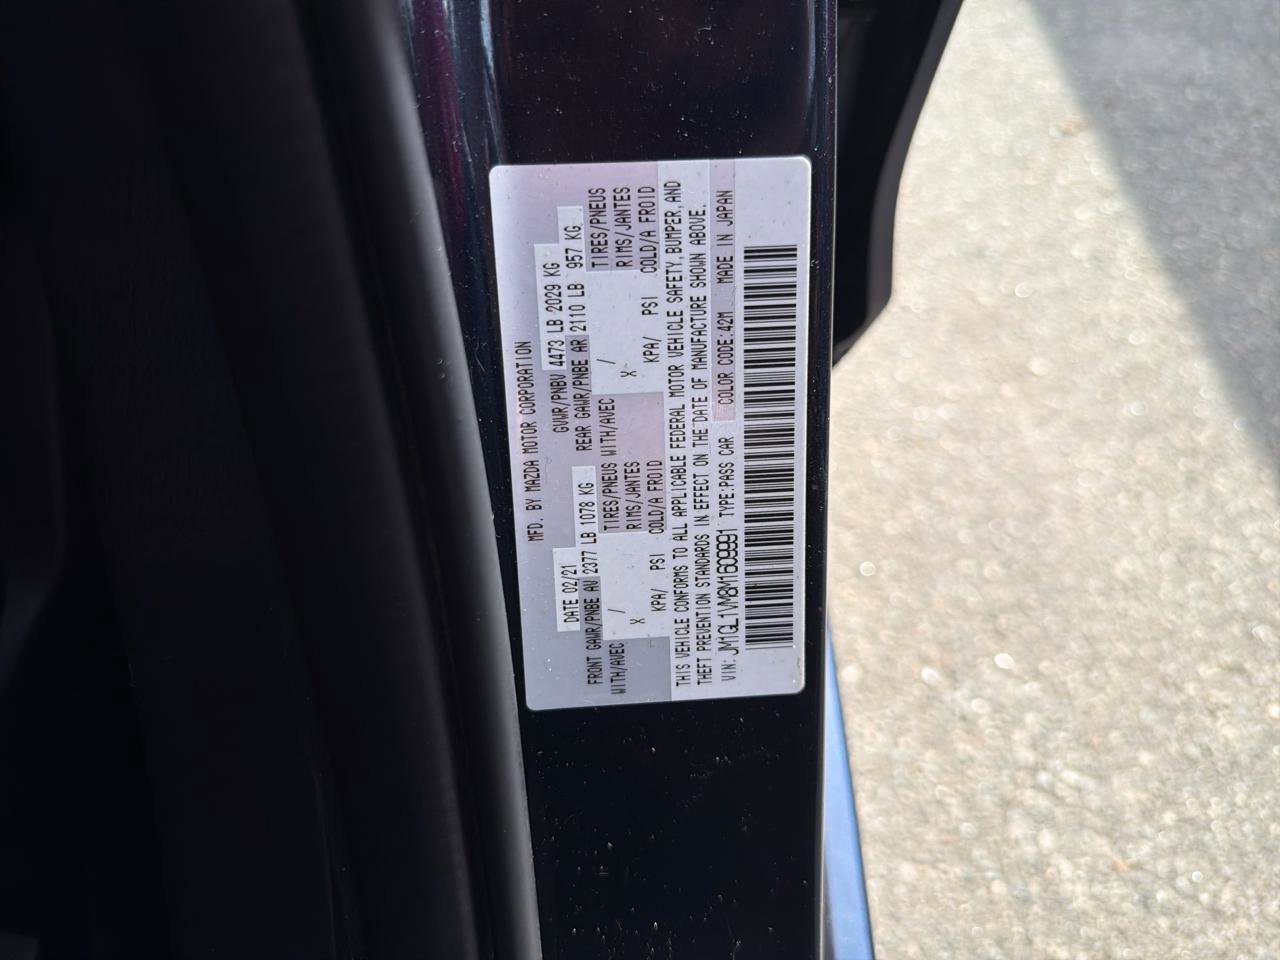 MFD. BY MAZDA MOTOR CORPORATION
DATE 02/21 GVWR/PNBV 4473 LB 2029 KG
FRONT GAWR/PNBE AV 2377 LB 1078 KG REAR GAWR/PNBE AR 2110 LB 957 KG
WITH/AVEC X / TIRES/PNEUS WITH/AVEC X / TIRES/PNEUS
RIMS/JANTES RIMS/JANTES
KPA/ PSI COLD/A FROID KPA/ PSI COLD/A FROID
THIS VEHICLE CONFORMS TO ALL APPLICABLE FEDERAL MOTOR VEHICLE SAFETY, BUMPER, AND
THEFT PREVENTION STANDARDS IN EFFECT ON THE DATE OF MANUFACTURE SHOWN ABOVE.
VIN: JM1GL1VM8M1609991 TYPE:PASS CAR COLOR CODE:42M MADE IN JAPAN